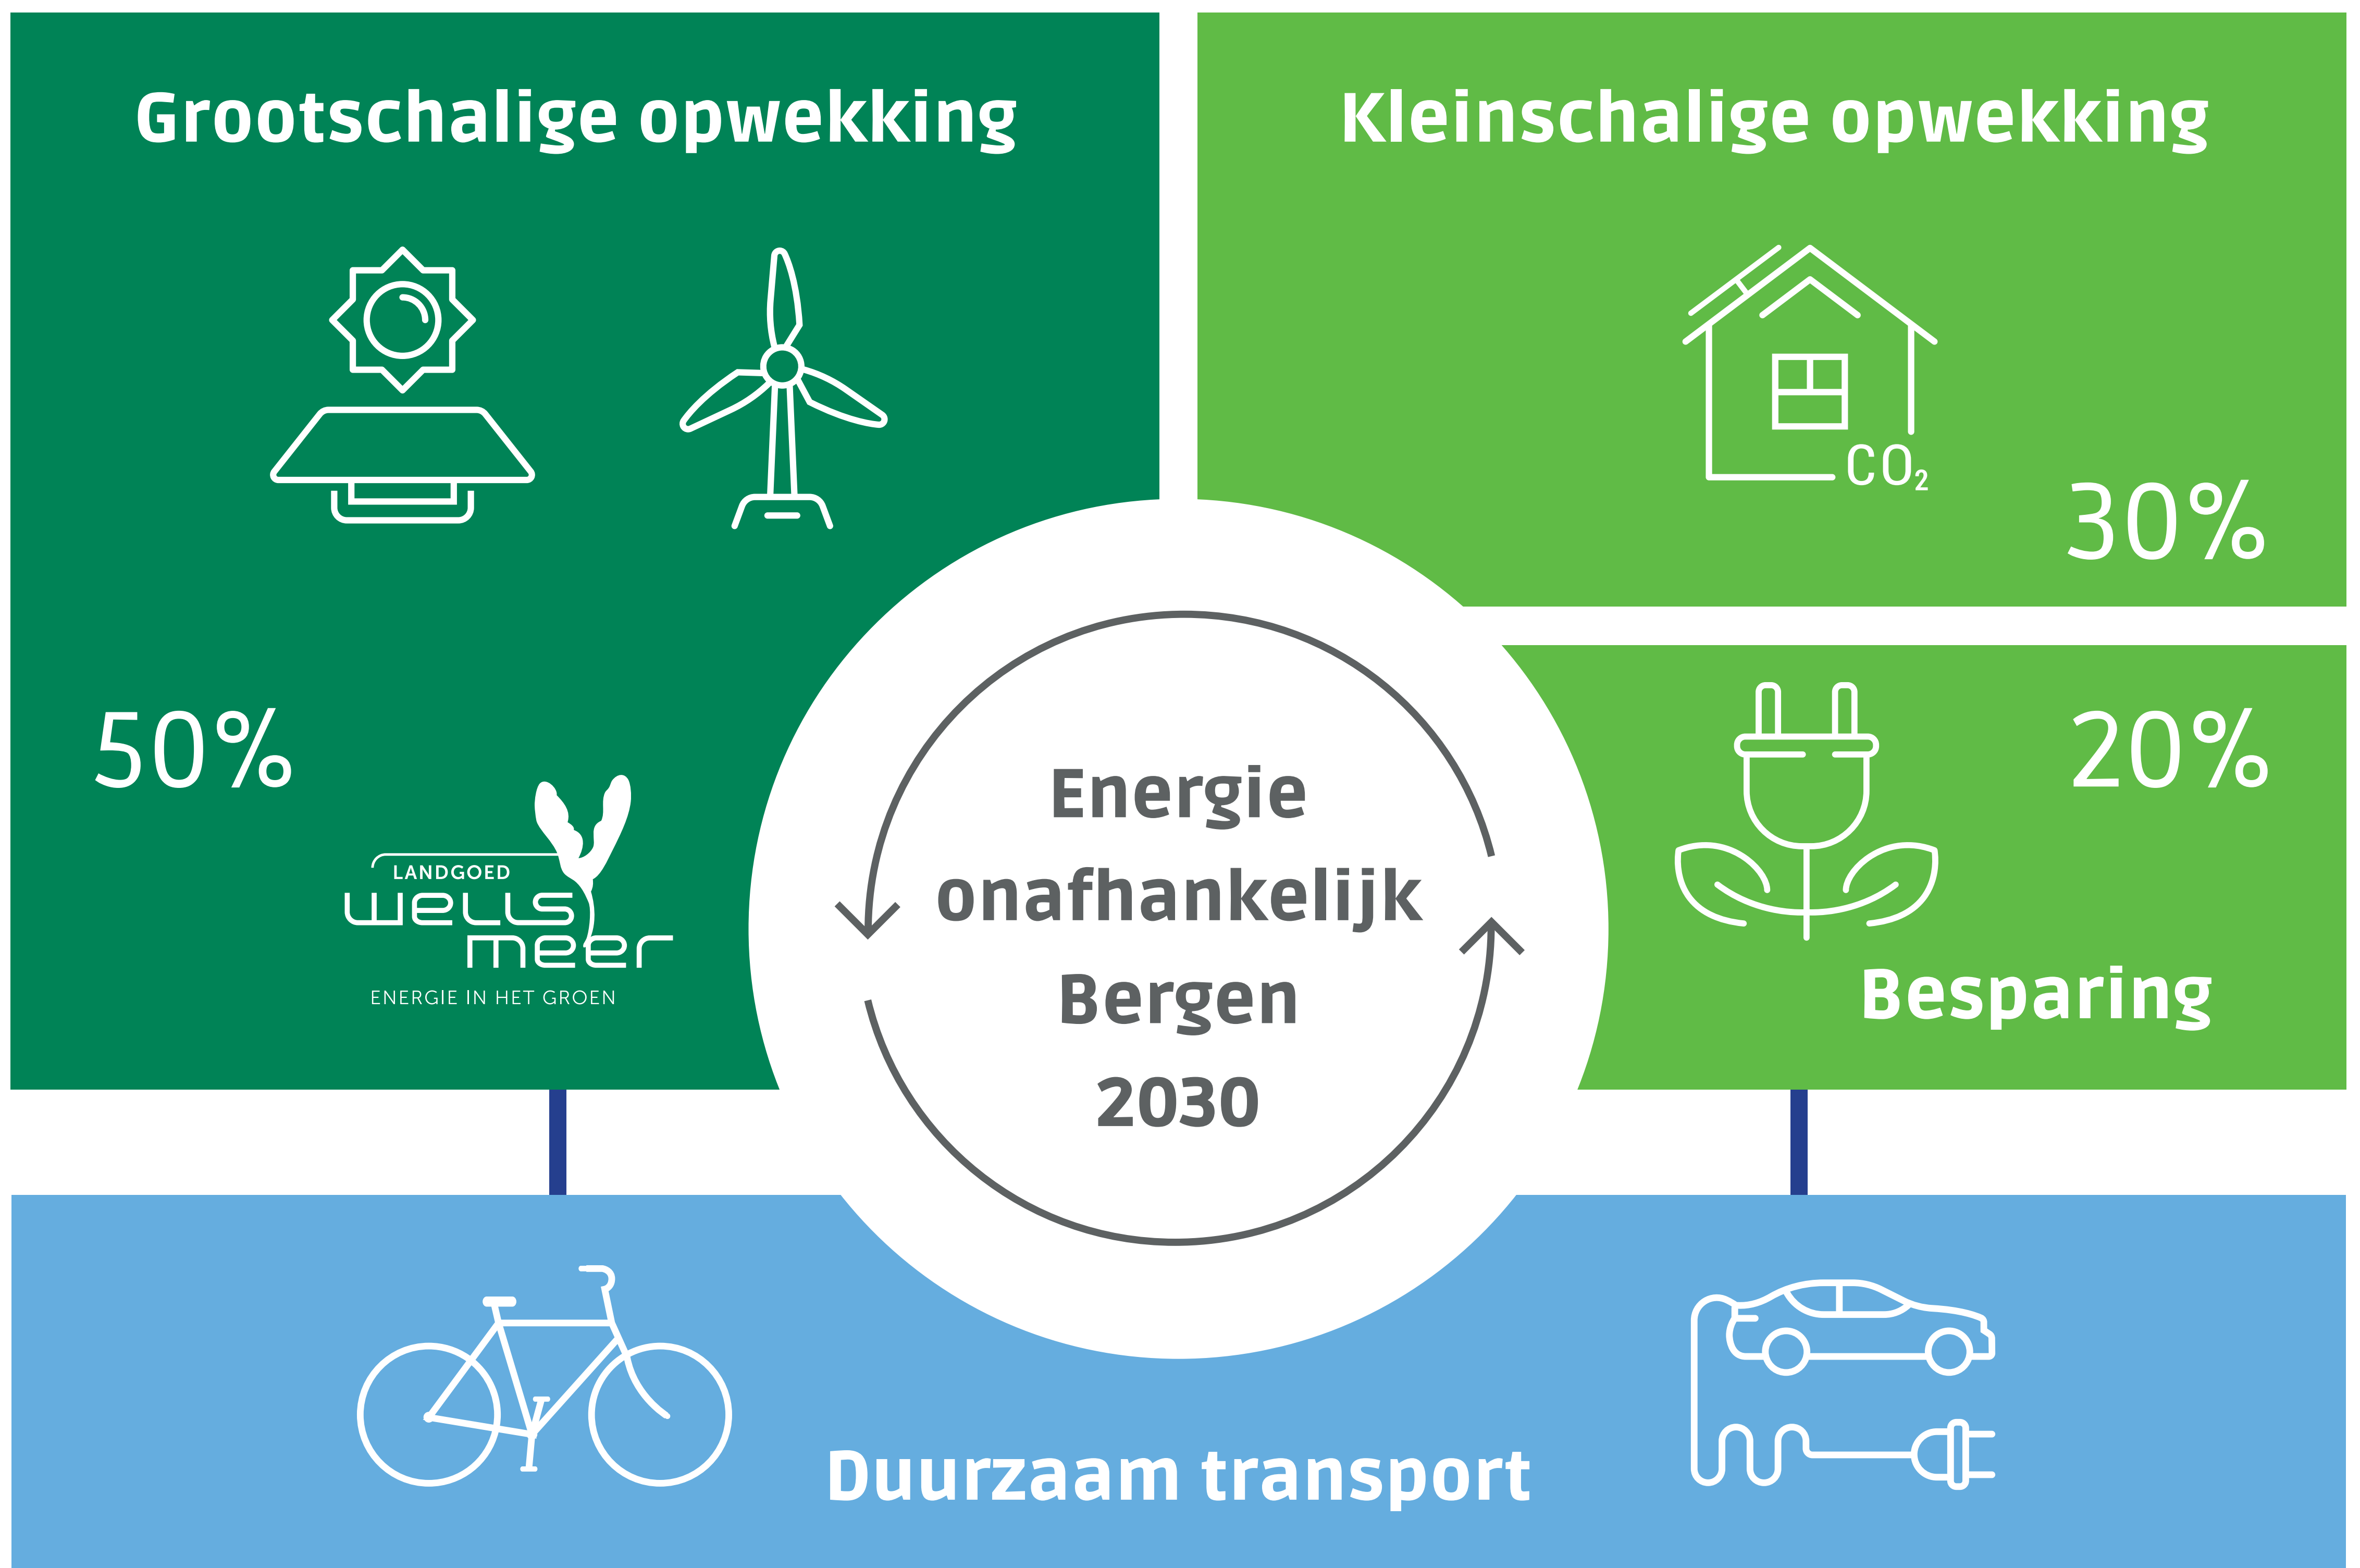 Grootschalige opwekking
50%
LANDGOED
wells
meer
ENERGIE IN HET GROEN
Kleinschalige opwekking
CO₂
30%
20%
Besparing
Energie
onafhankelijk
Bergen
2030
Duurzaam transport